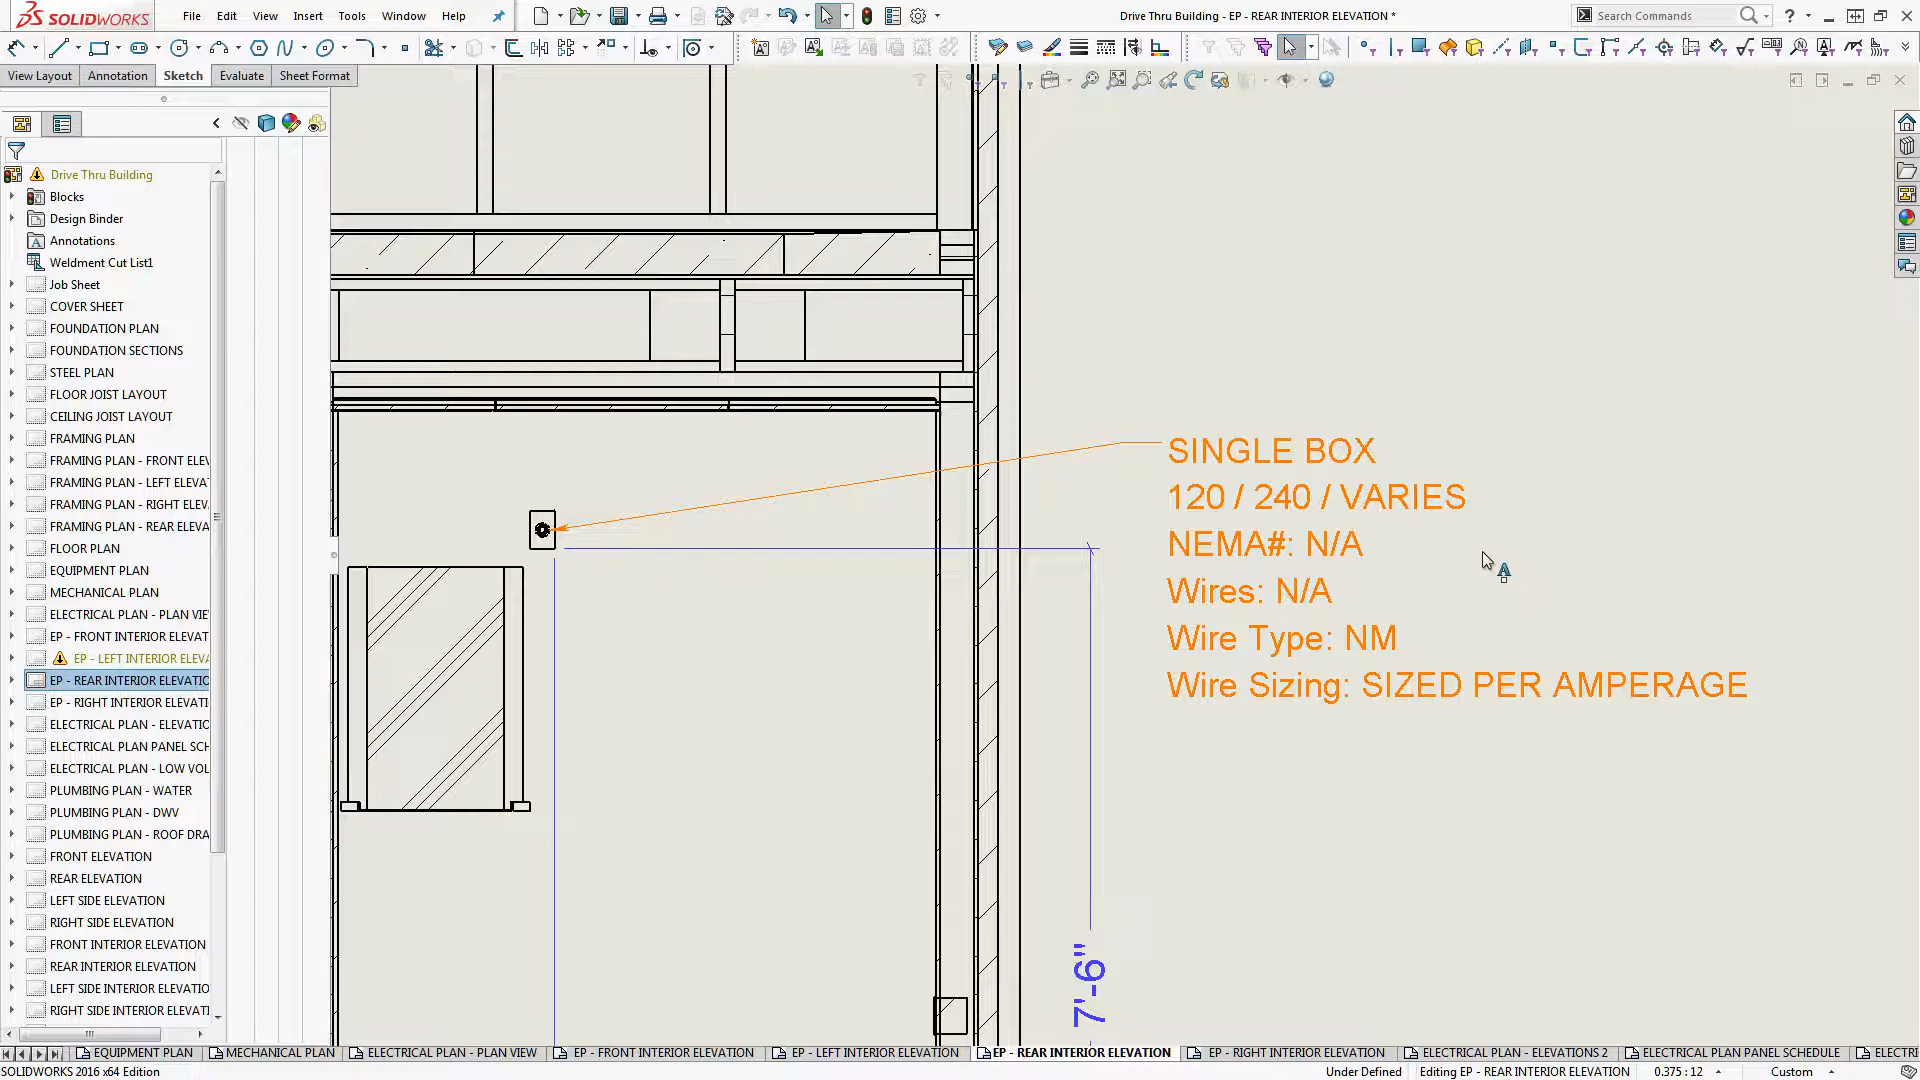 SOLIDWORKS
File Edit View Insert Tools Window Help
Drive Thru Building - EP - REAR INTERIOR ELEVATION *
Search Commands
View Layout Annotation Sketch Evaluate Sheet Format
Drive Thru Building
Blocks
Design Binder
Annotations
Weldment Cut List1
Job Sheet
COVER SHEET
FOUNDATION PLAN
FOUNDATION SECTIONS
STEEL PLAN
FLOOR JOIST LAYOUT
CEILING JOIST LAYOUT
FRAMING PLAN
FRAMING PLAN - FRONT ELEV
FRAMING PLAN - LEFT ELEVA
FRAMING PLAN - RIGHT ELEV
FRAMING PLAN - REAR ELEV
FLOOR PLAN
EQUIPMENT PLAN
MECHANICAL PLAN
ELECTRICAL PLAN - PLAN VIE
EP - FRONT INTERIOR ELEVAT
EP - LEFT INTERIOR ELEVA
EP - REAR INTERIOR ELEVATIO
EP - RIGHT INTERIOR ELEVATI
ELECTRICAL PLAN - ELEVATIO
ELECTRICAL PLAN PANEL SCH
ELECTRICAL PLAN - LOW VOL
PLUMBING PLAN - WATER
PLUMBING PLAN - DWV
PLUMBING PLAN - ROOF DRA
FRONT ELEVATION
REAR ELEVATION
LEFT SIDE ELEVATION
RIGHT SIDE ELEVATION
FRONT INTERIOR ELEVATION
REAR INTERIOR ELEVATION
LEFT SIDE INTERIOR ELEVATIO
RIGHT SIDE INTERIOR ELEVATI
SINGLE BOX
120 / 240 / VARIES
NEMA#: N/A
Wires: N/A
Wire Type: NM
Wire Sizing: SIZED PER AMPERAGE
7'-6"
EQUIPMENT PLAN MECHANICAL PLAN ELECTRICAL PLAN - PLAN VIEW EP - FRONT INTERIOR ELEVATION EP - LEFT INTERIOR ELEVATION EP - REAR INTERIOR ELEVATION EP - RIGHT INTERIOR ELEVATION ELECTRICAL PLAN - ELEVATIONS 2 ELECTRICAL PLAN PANEL SCHEDULE ELECTRI
SOLIDWORKS 2016 x64 Edition Under Defined Editing EP - REAR INTERIOR ELEVATION 0.375 : 12 Custom